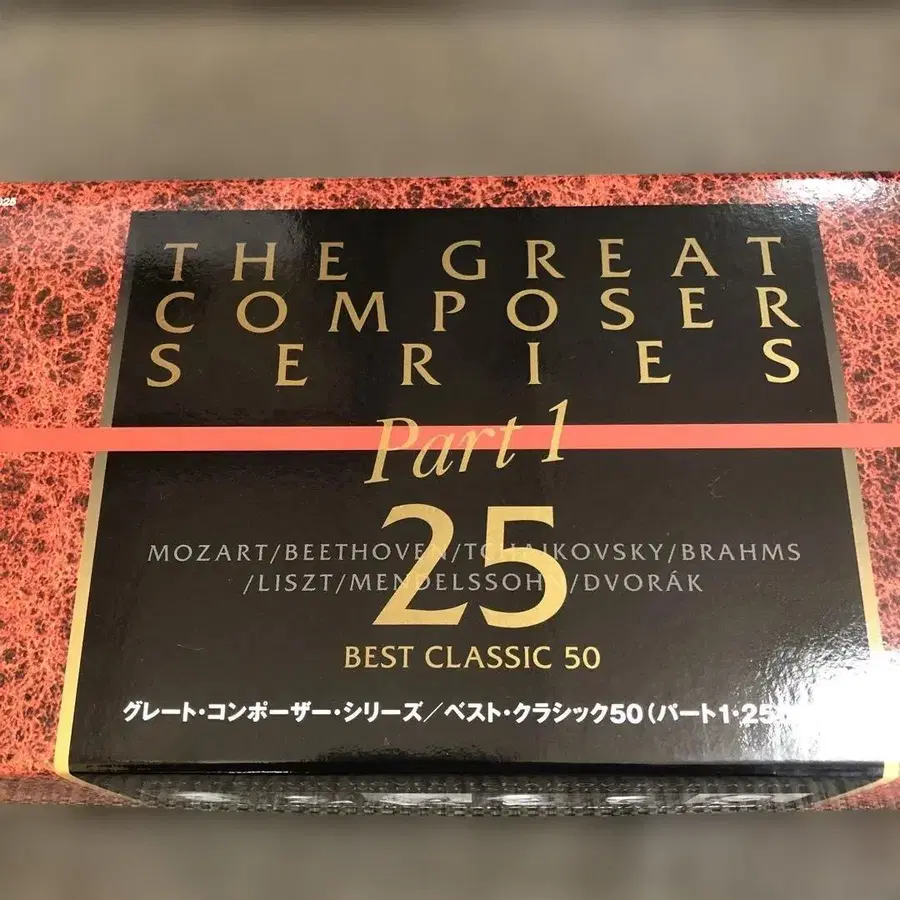 THE GREAT
COMPOSER
SERIES
Part 1
25
MOZART/BEETHOVEN/TCHAIKOVSKY/BRAHMS
/LISZT/MENDELSSOHN/DVORÁK
BEST CLASSIC 50
グレート・コンポーザー・シリーズ／ベスト・クラシック50（パート1・25